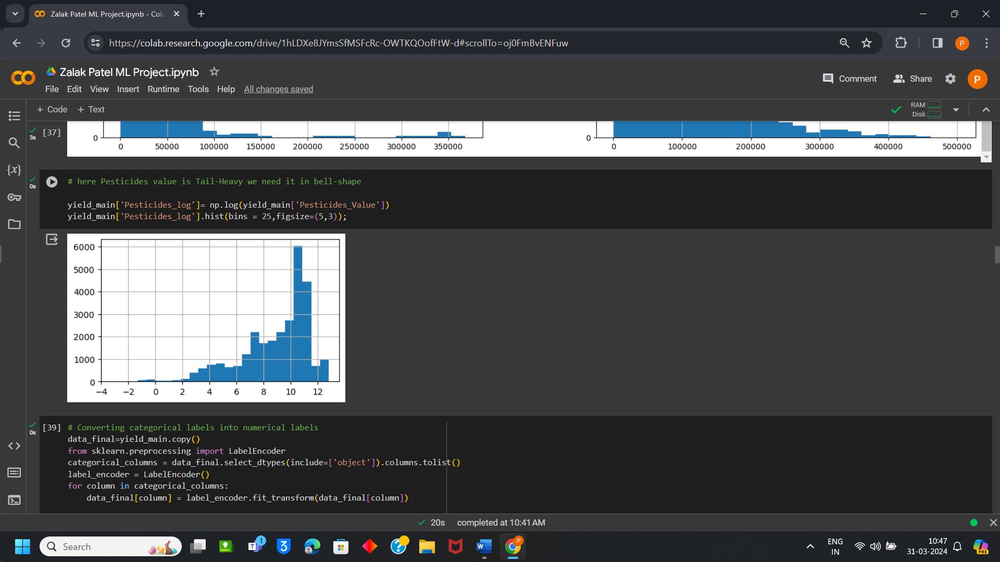 Zalak Patel ML Project.ipynb - Cola
https://colab.research.google.com/drive/1hLDXe8JYmsSfMSFcRc-OWTKQOofFtW-d#scrollTo=oj0FmBvENFuw
P
Zalak Patel ML Project.ipynb
File Edit View Insert Runtime Tools Help All changes saved
Comment Share P
+ Code + Text
RAM
Disk
3s [37]
0
0 50000 100000 150000 200000 250000 300000 350000
0
0 100000 200000 300000 400000 500000
{x}
0s
# here Pesticides value is Tail-Heavy we need it in bell-shape
yield_main['Pesticides_log']= np.log(yield_main['Pesticides_Value'])
yield_main['Pesticides_log'].hist(bins = 25,figsize=(5,3));
6000
5000
4000
3000
2000
1000
0
−4 −2 0 2 4 6 8 10 12
0s [39] # Converting categorical labels into numerical labels
data_final=yield_main.copy()
from sklearn.preprocessing import LabelEncoder
categorical_columns = data_final.select_dtypes(include=['object']).columns.tolist()
label_encoder = LabelEncoder()
for column in categorical_columns:
data_final[column] = label_encoder.fit_transform(data_final[column])
20s completed at 10:41 AM
Search
T
1
3
?
W
P
ENG
IN
10:47
31-03-2024
PRE